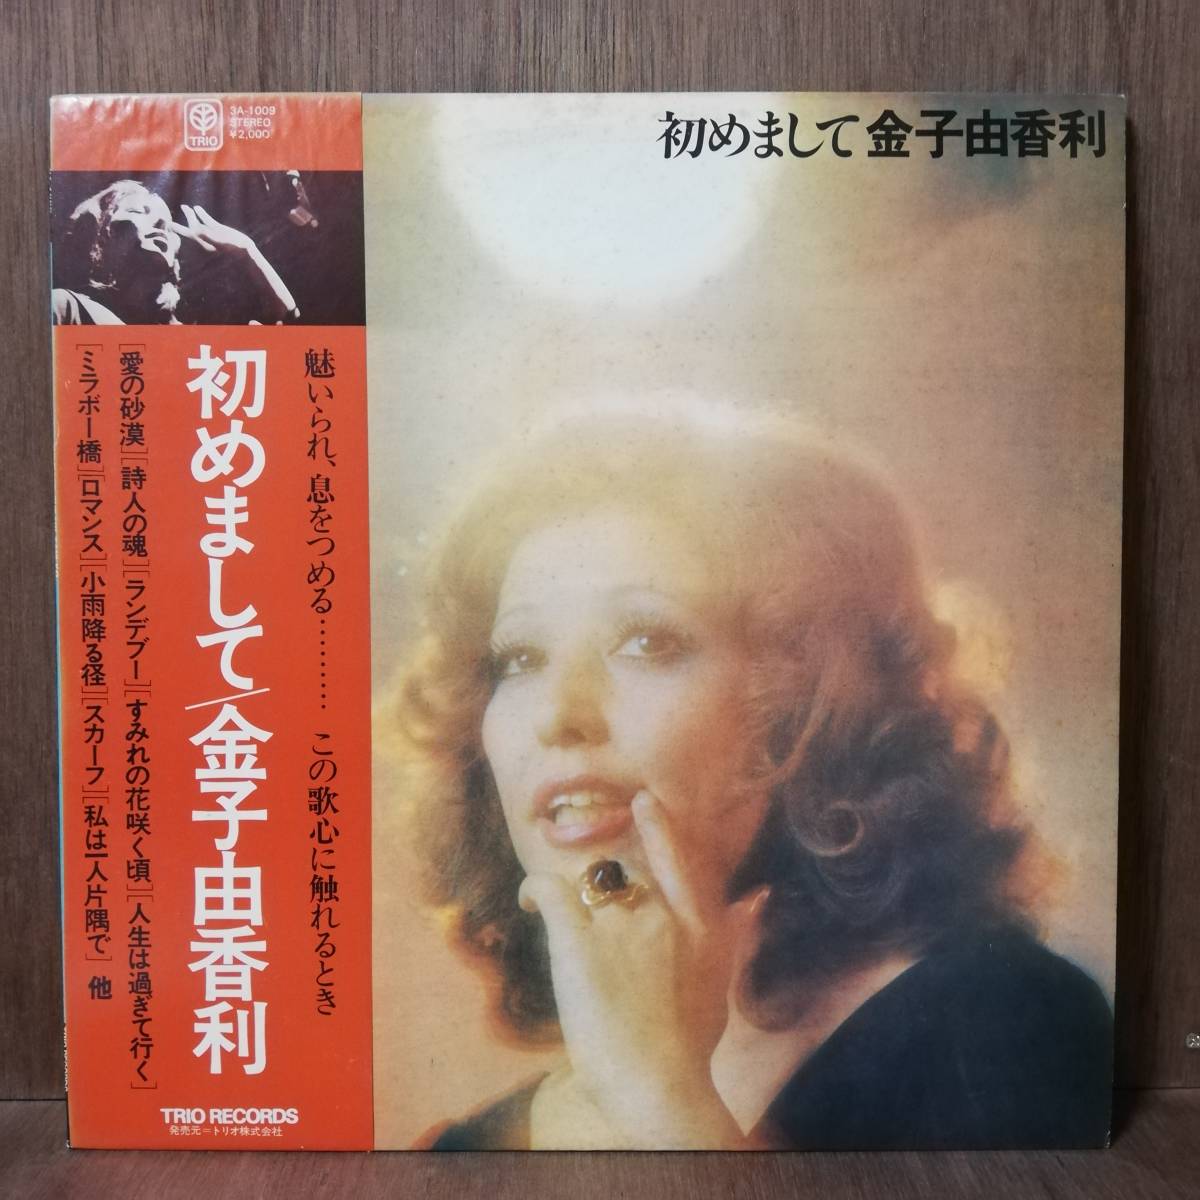 TRIO
3A-1009
STEREO
¥2,000
初めまして 金子由香利
魅いられ、息をつめる……… この歌心に触れるとき
初めまして/金子由香利
[愛の砂漠][詩人の魂][ランデブー][すみれの花咲く頃][人生は過ぎて行く]
[ミラボー橋][ロマンス][小雨降る径][スカーフ][私は一人片隅で] 他
TRIO RECORDS
発売元=トリオ株式会社